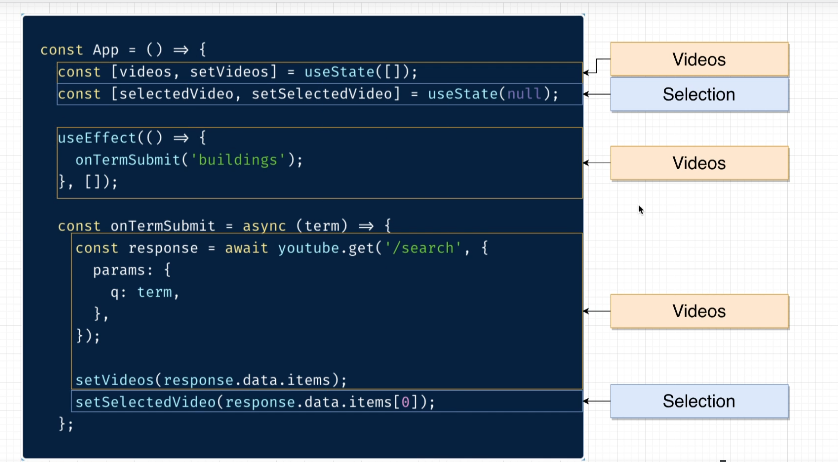 const App = () ⇒ {
const [videos, setVideos] = useState([]);
const [selectedVideo, setSelectedVideo] = useState(null);
useEffect(() ⇒ {
onTermSubmit('buildings');
}, []);
const onTermSubmit = async (term) ⇒ {
const response = await youtube.get('/search', {
params: {
q: term,
},
});
setVideos(response.data.items);
setSelectedVideo(response.data.items[0]);
};
Videos
Selection
Videos
Videos
Selection